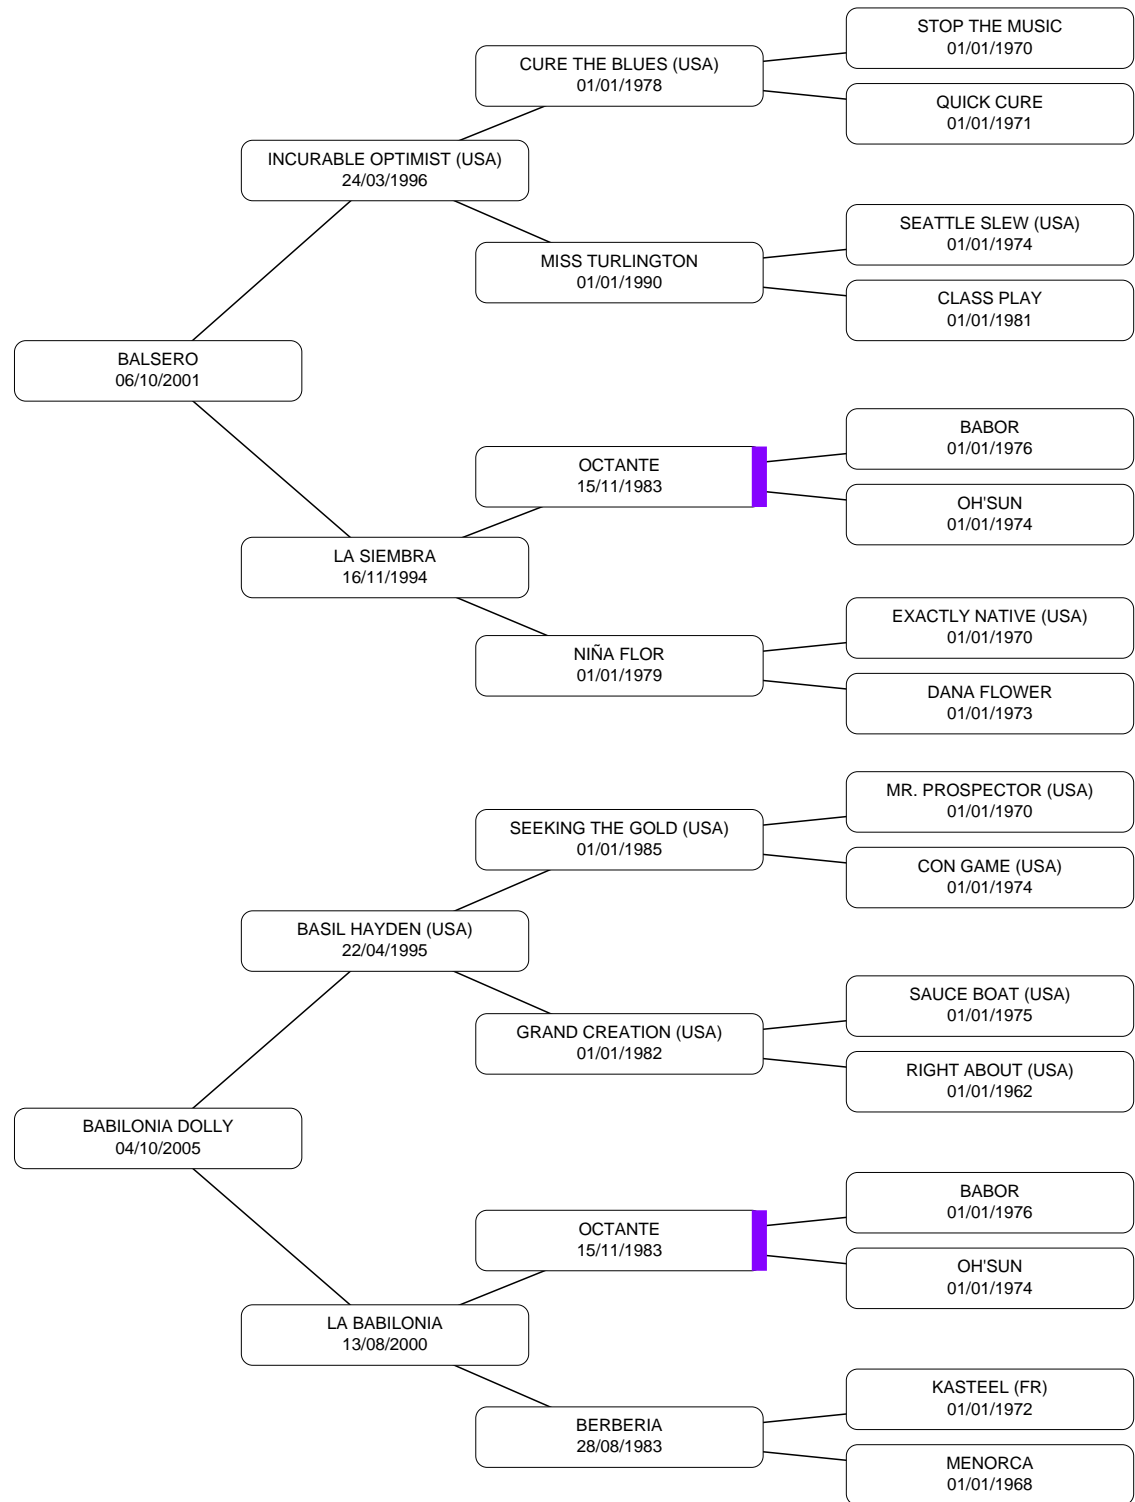 STOP THE MUSIC
01/01/1970
CURE THE BLUES (USA)
01/01/1978
QUICK CURE
01/01/1971
INCURABLE OPTIMIST (USA)
24/03/1996
SEATTLE SLEW (USA)
01/01/1974
MISS TURLINGTON
01/01/1990
CLASS PLAY
01/01/1981
BALSERO
06/10/2001
BABOR
01/01/1976
OCTANTE
15/11/1983
OH'SUN
01/01/1974
LA SIEMBRA
16/11/1994
EXACTLY NATIVE (USA)
01/01/1970
NIÑA FLOR
01/01/1979
DANA FLOWER
01/01/1973
MR. PROSPECTOR (USA)
01/01/1970
SEEKING THE GOLD (USA)
01/01/1985
CON GAME (USA)
01/01/1974
BASIL HAYDEN (USA)
22/04/1995
SAUCE BOAT (USA)
01/01/1975
GRAND CREATION (USA)
01/01/1982
RIGHT ABOUT (USA)
01/01/1962
BABILONIA DOLLY
04/10/2005
BABOR
01/01/1976
OCTANTE
15/11/1983
OH'SUN
01/01/1974
LA BABILONIA
13/08/2000
KASTEEL (FR)
01/01/1972
BERBERIA
28/08/1983
MENORCA
01/01/1968